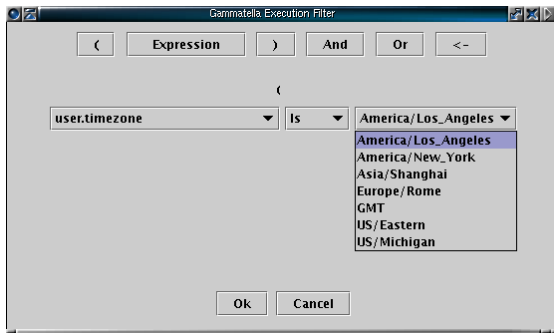 Gammatella Execution Filter
( Expression ) And Or <-
(
user.timezone Is America/Los_Angeles
America/Los_Angeles
America/New_York
Asia/Shanghai
Europe/Rome
GMT
US/Eastern
US/Michigan
Ok Cancel